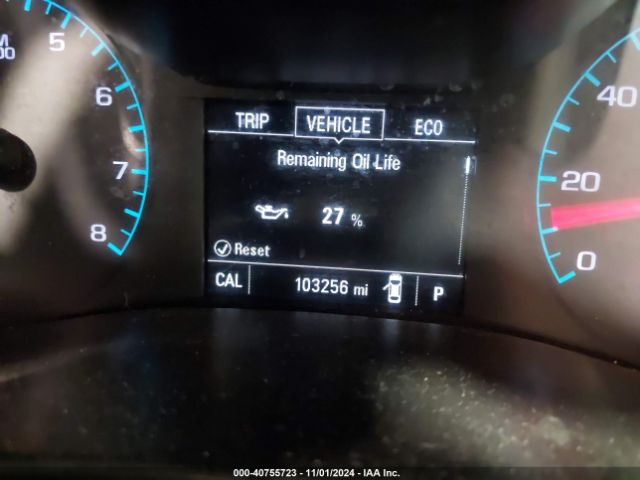 5
6
7
8
TRIP VEHICLE ECO
Remaining Oil Life
27 %
Reset
CAL 103256 mi P
40
20
0
000-40755723 - 11/01/2024 - IAA Inc.